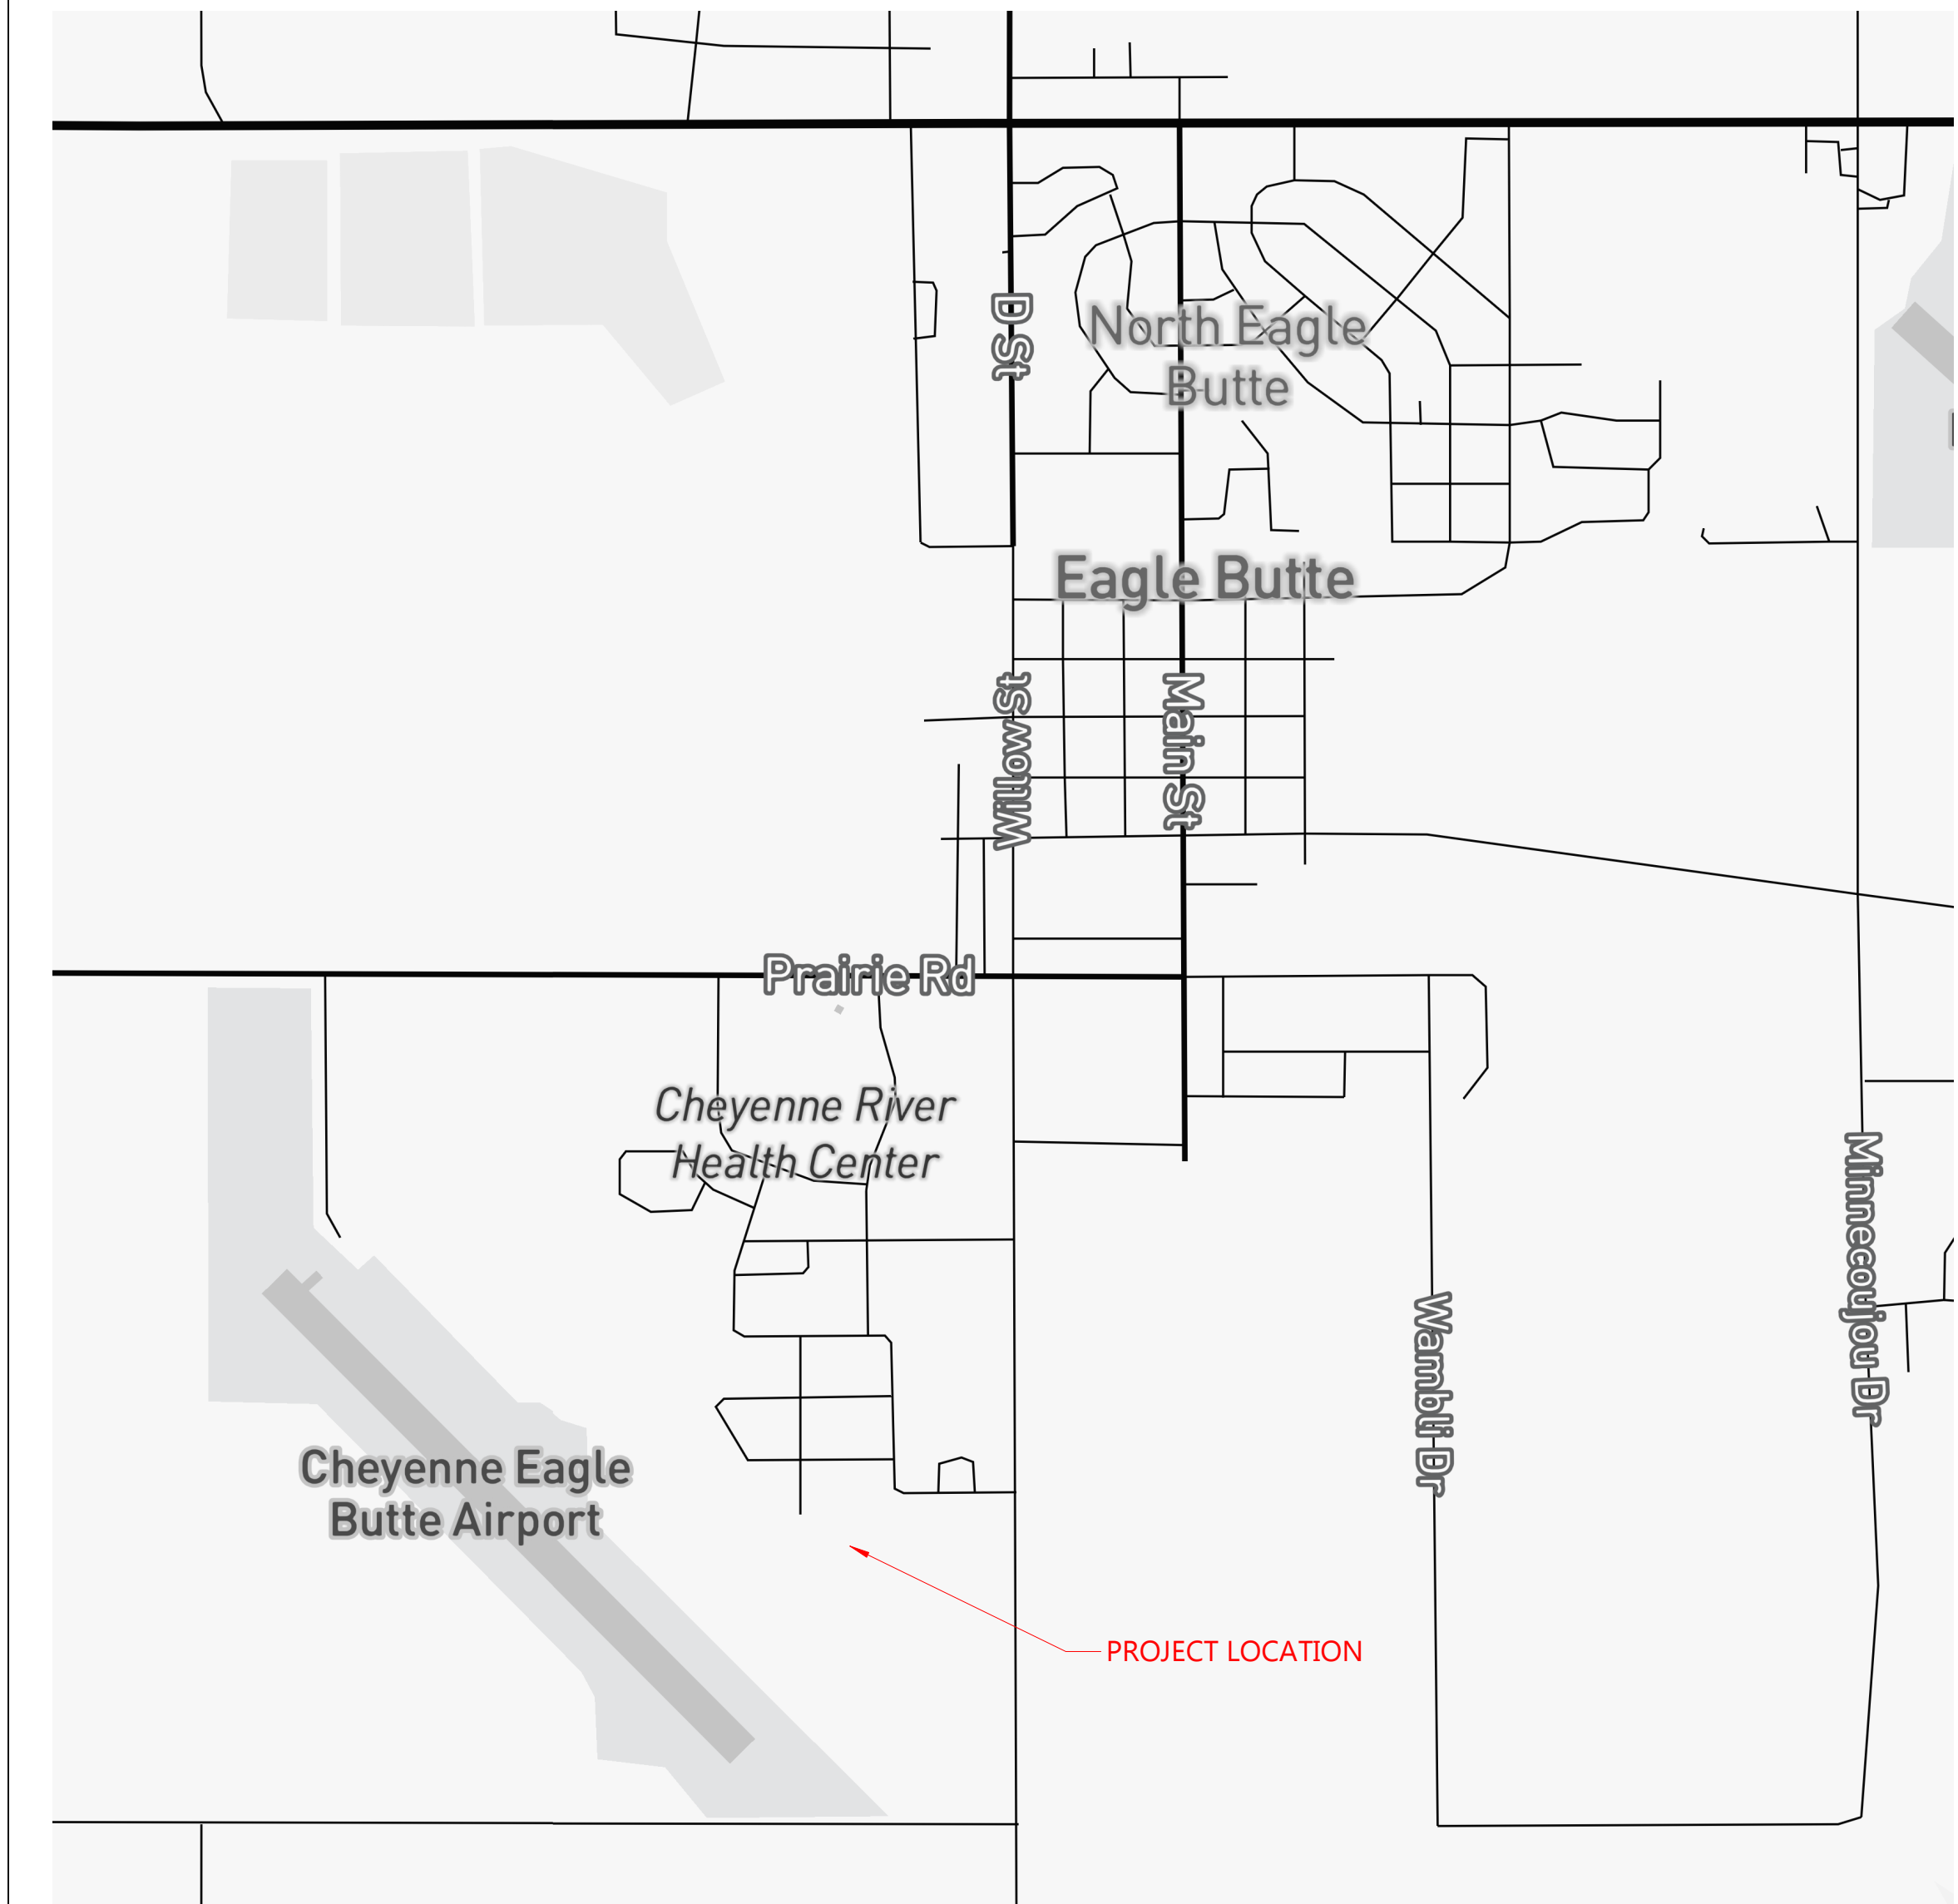 D St
North Eagle
Butte
Eagle Butte
Willow St
Main St
Prairie Rd
Cheyenne River
Health Center
Minnecoujou Dr
Wambli Dr
Cheyenne Eagle
Butte Airport
PROJECT LOCATION